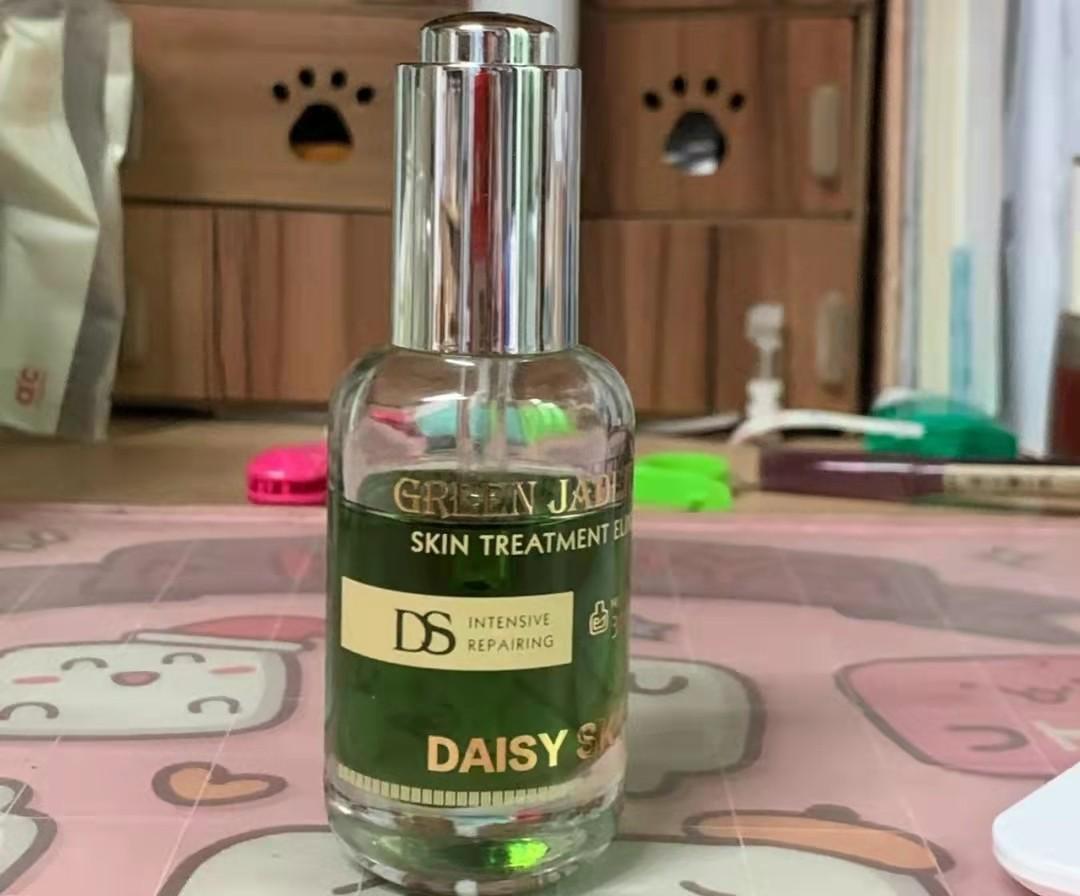 GREEN JADE
SKIN TREATMENT
DS INTENSIVE
REPAIRING
DAISY